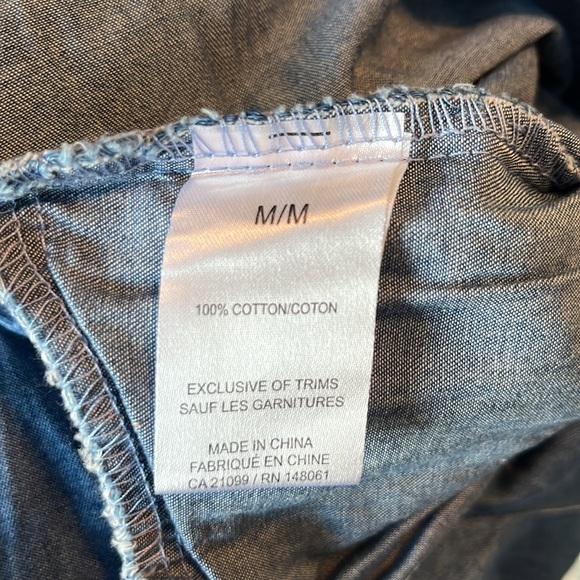 M/M
100% COTTON/COTON
EXCLUSIVE OF TRIMS
SAUF LES GARNITURES
MADE IN CHINA
FABRIQUÉ EN CHINE
CA 21099 / RN 148061